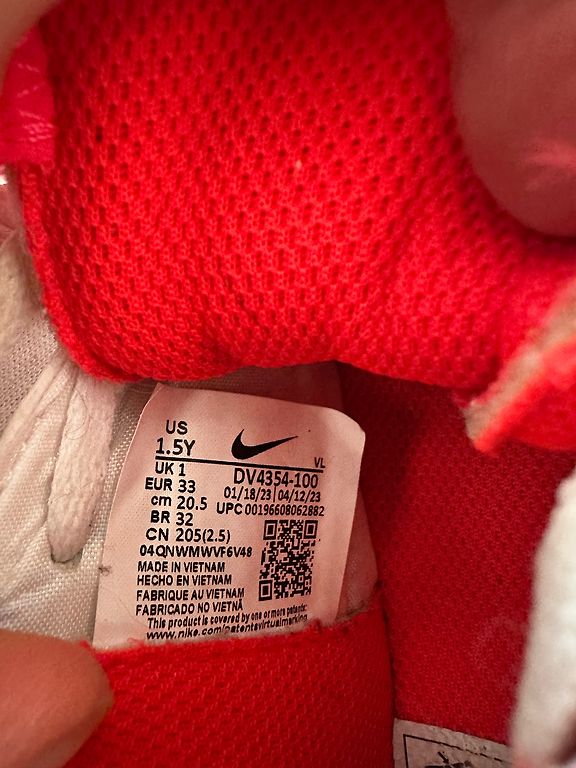 US
1.5Y
VL
UK 1
DV4354-100
EUR 33
01/18/23 | 04/12/23
cm 20.5
UPC 00196608062882
BR 32
CN 205(2.5)
04QNWMWVF6V48
MADE IN VIETNAM
HECHO EN VIETNAM
FABRIQUE AU VIETNAM
FABRICADO NO VIETNÃ
This product is covered by one or more patents:
www.nike.com/patentsvirtualmarking